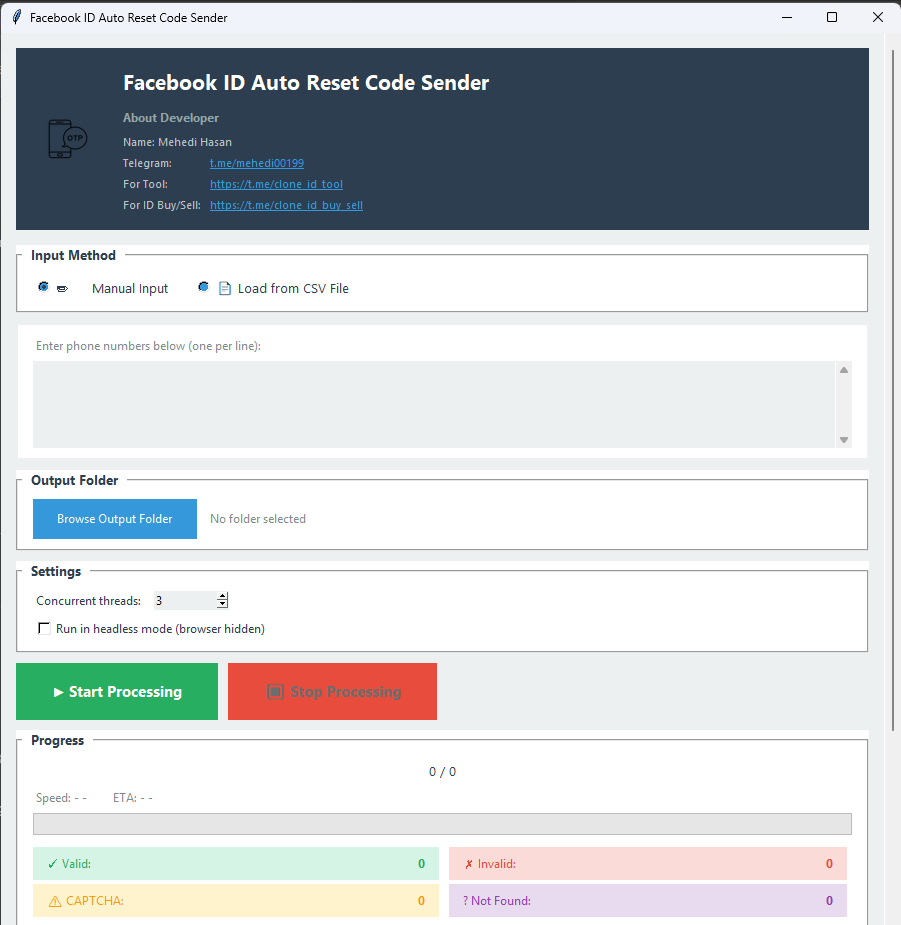 Facebook ID Auto Reset Code Sender
Facebook ID Auto Reset Code Sender
OTP
About Developer
Name: Mehedi Hasan
Telegram: t.me/mehedi00199
For Tool: https://t.me/clone_id_tool
For ID Buy/Sell: https://t.me/clone_id_buy_sell
Input Method
Manual Input Load from CSV File
Enter phone numbers below (one per line):
Output Folder
Browse Output Folder No folder selected
Settings
Concurrent threads: 3
Run in headless mode (browser hidden)
▶ Start Processing Stop Processing
Progress
0 / 0
Speed: - - ETA: - -
✓ Valid: 0 ✗ Invalid: 0
⚠ CAPTCHA: 0 ? Not Found: 0